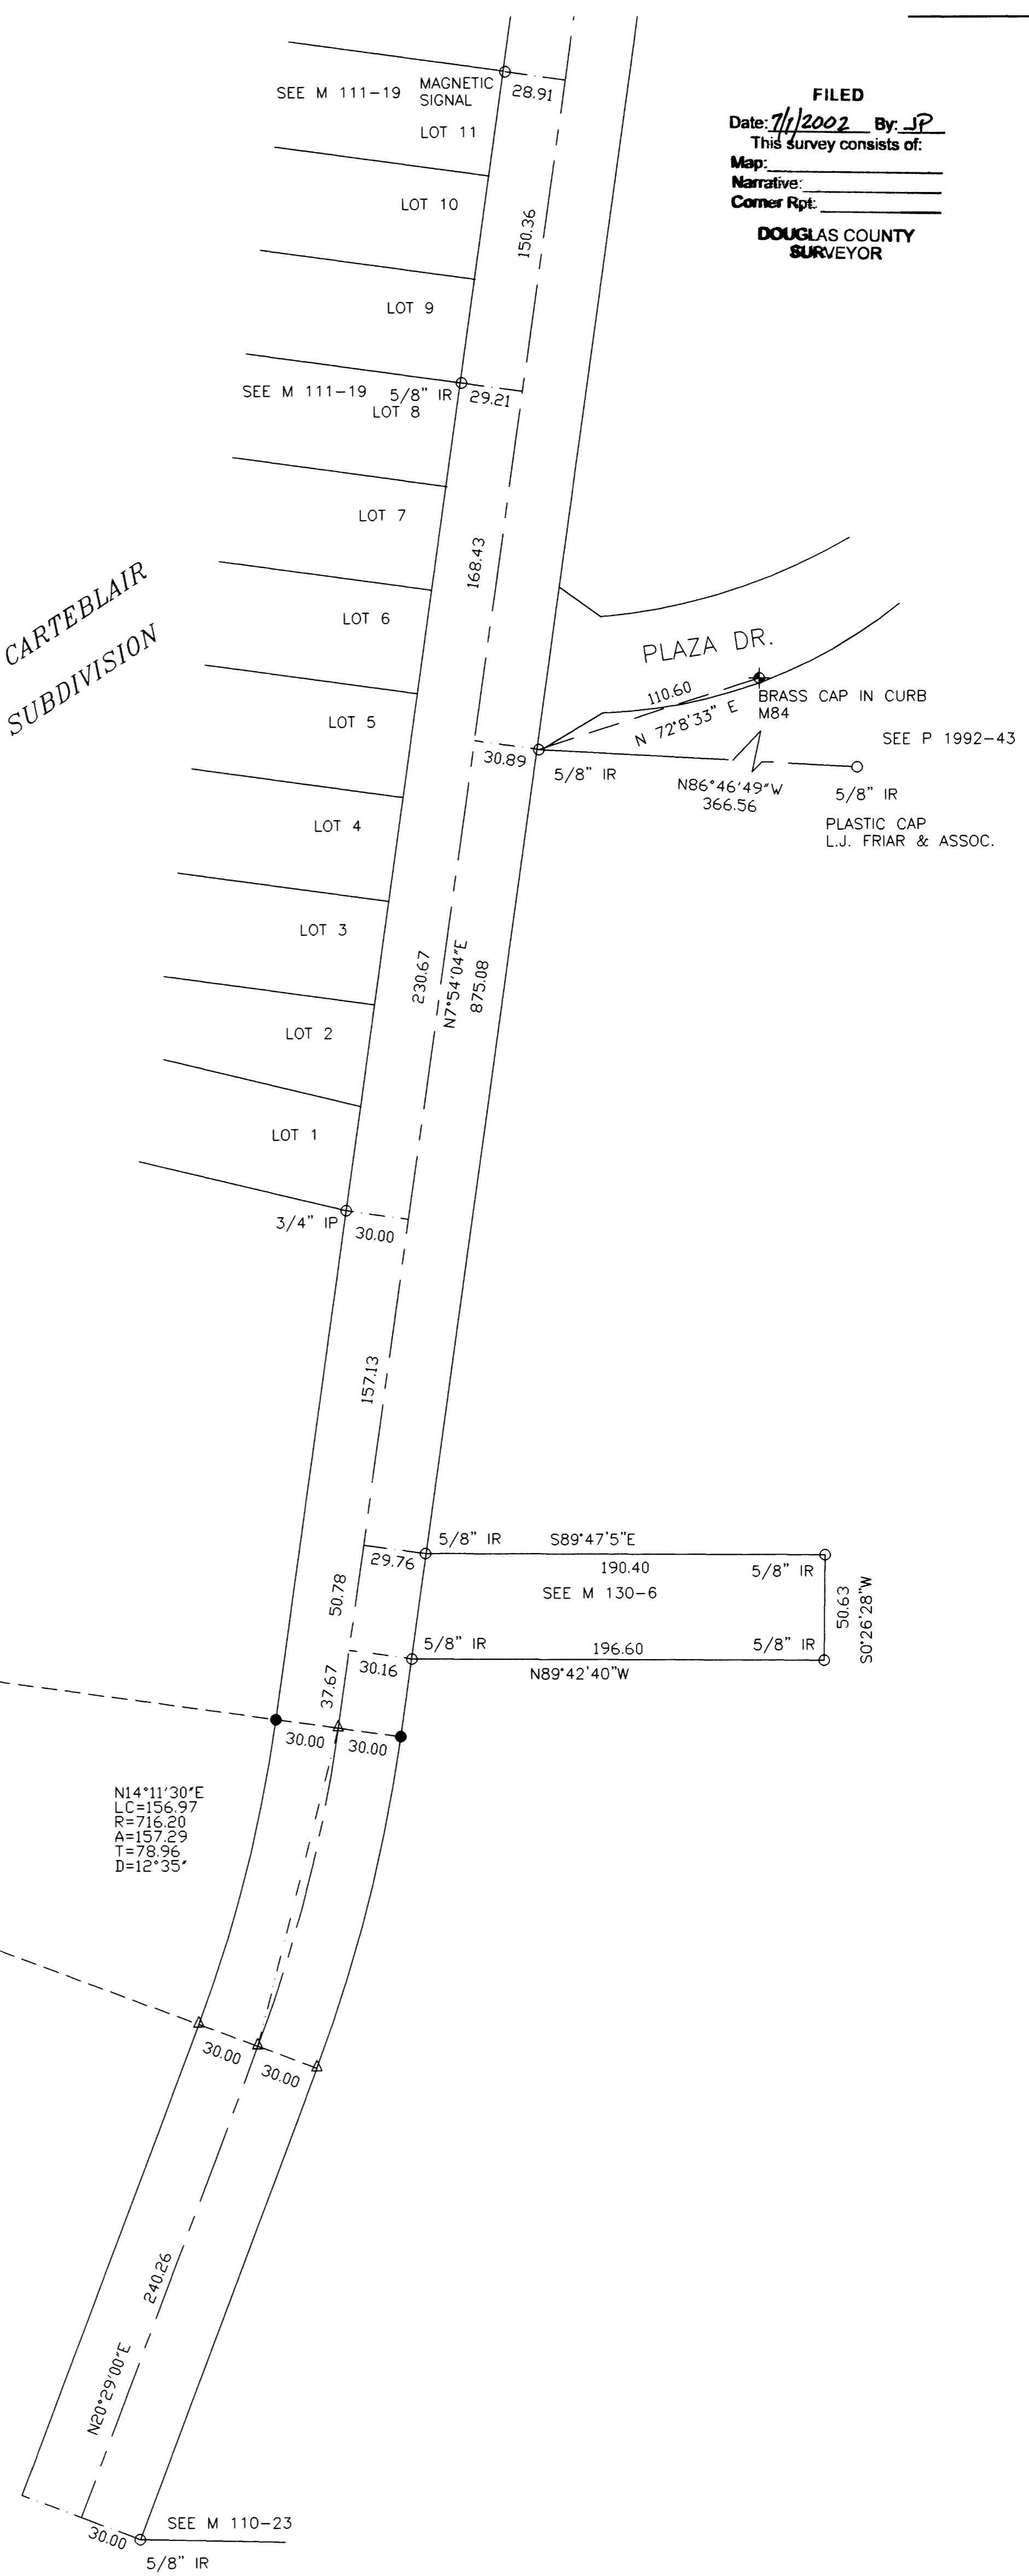 FILED
Date: 7/1/2002 By: JP
This survey consists of:
Map:
Narrative:
Corner Rpt:
DOUGLAS COUNTY
SURVEYOR
SEE M 111-19
MAGNETIC
SIGNAL
28.91
LOT 11
LOT 10
150.36
LOT 9
SEE M 111-19 5/8" IR
29.21
LOT 8
LOT 7
168.43
CARTEBLAIR
SUBDIVISION
LOT 6
PLAZA DR.
110.60
N 72°8'33" E
BRASS CAP IN CURB
M84
LOT 5
SEE P 1992-43
30.89
5/8" IR
N86°46'49"W
366.56
5/8" IR
PLASTIC CAP
L.J. FRIAR & ASSOC.
LOT 4
LOT 3
230.67
N7°54'04"E
875.08
LOT 2
LOT 1
3/4" IP
30.00
157.13
29.76
5/8" IR
S89°47'5"E
190.40
5/8" IR
SEE M 130-6
50.78
50.63
S0°26'28"W
30.16
5/8" IR
196.60
5/8" IR
N89°42'40"W
37.67
30.00
30.00
N14°11'30"E
LC=156.97
R=716.20
A=157.29
T=78.96
D=12°35"
30.00
30.00
240.26
N20°29'00"E
SEE M 110-23
30.00
5/8" IR